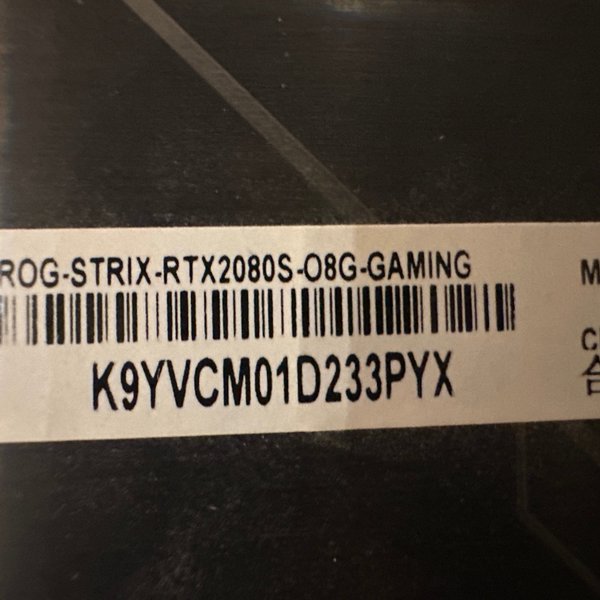 ROG-STRIX-RTX2080S-O8G-GAMING
K9YVCM01D233PYX
M
C